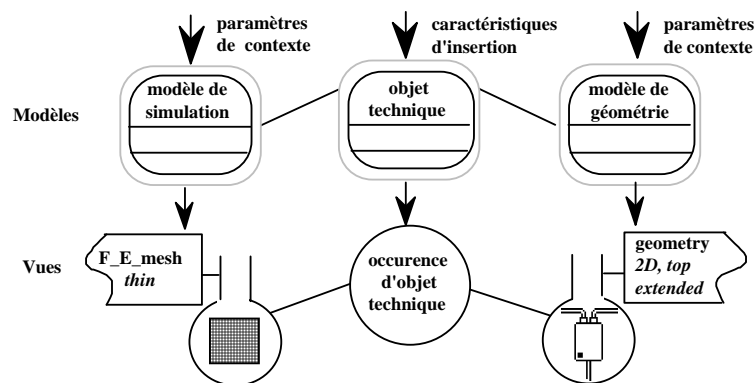 paramètres
de contexte
caractéristiques
d'insertion
paramètres
de contexte
Modèles
modèle de
simulation
objet
technique
modèle de
géométrie
Vues
F_E_mesh
thin
occurence
d'objet
technique
geometry
2D, top
extended